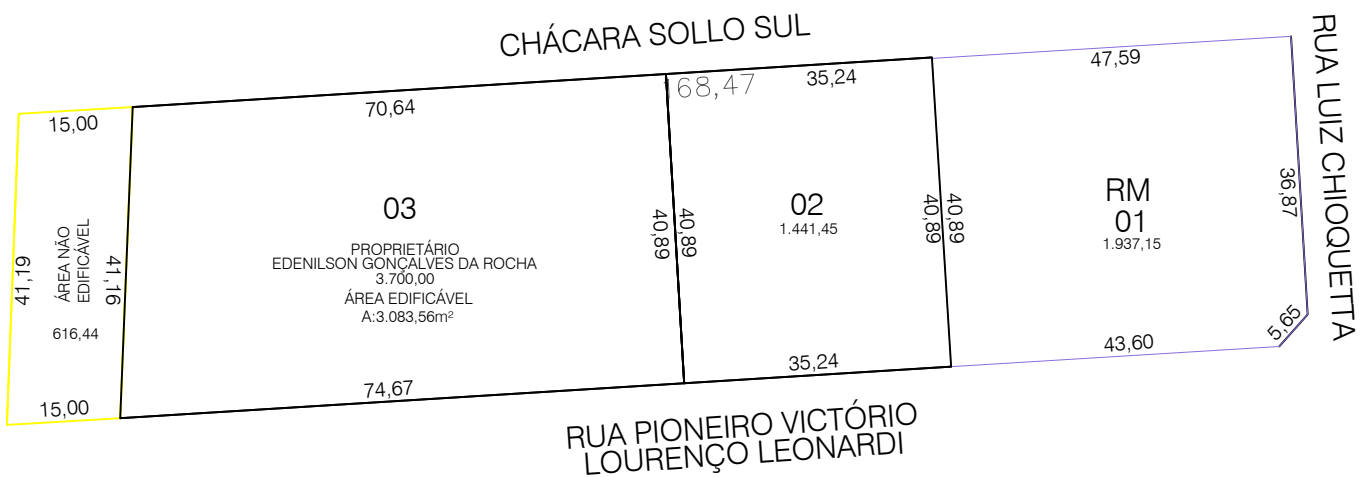 CHÁCARA SOLLO SUL
RUA LUIZ CHIOQUETTA
15,00
70,64
68,47
35,24
47,59
41,19
ÁREA NÃO
EDIFICÁVEL
616,44
41,16
03
PROPRIETÁRIO
EDENILSON GONÇALVES DA ROCHA
3.700,00
ÁREA EDIFICÁVEL
A:3.083,56m²
40,89
40,89
02
1.441,45
40,89
40,89
RM
01
1.937,15
36,87
5,65
15,00
74,67
35,24
43,60
RUA PIONEIRO VICTÓRIO
LOURENÇO LEONARDI